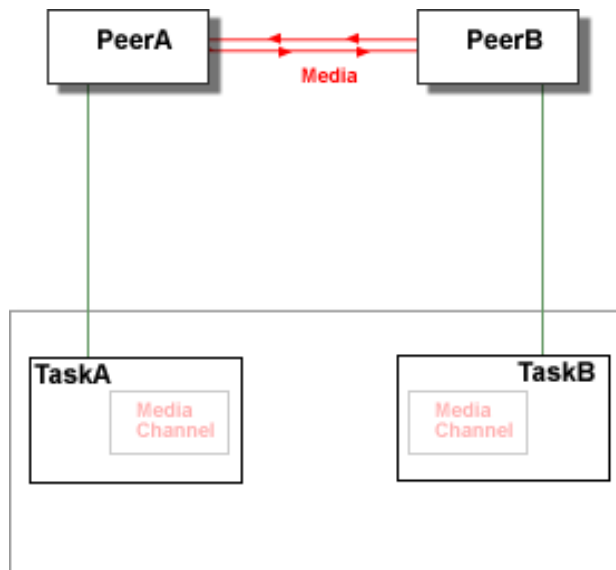 PeerA
PeerB
Media
TaskA
TaskB
Media
Channel
Media
Channel